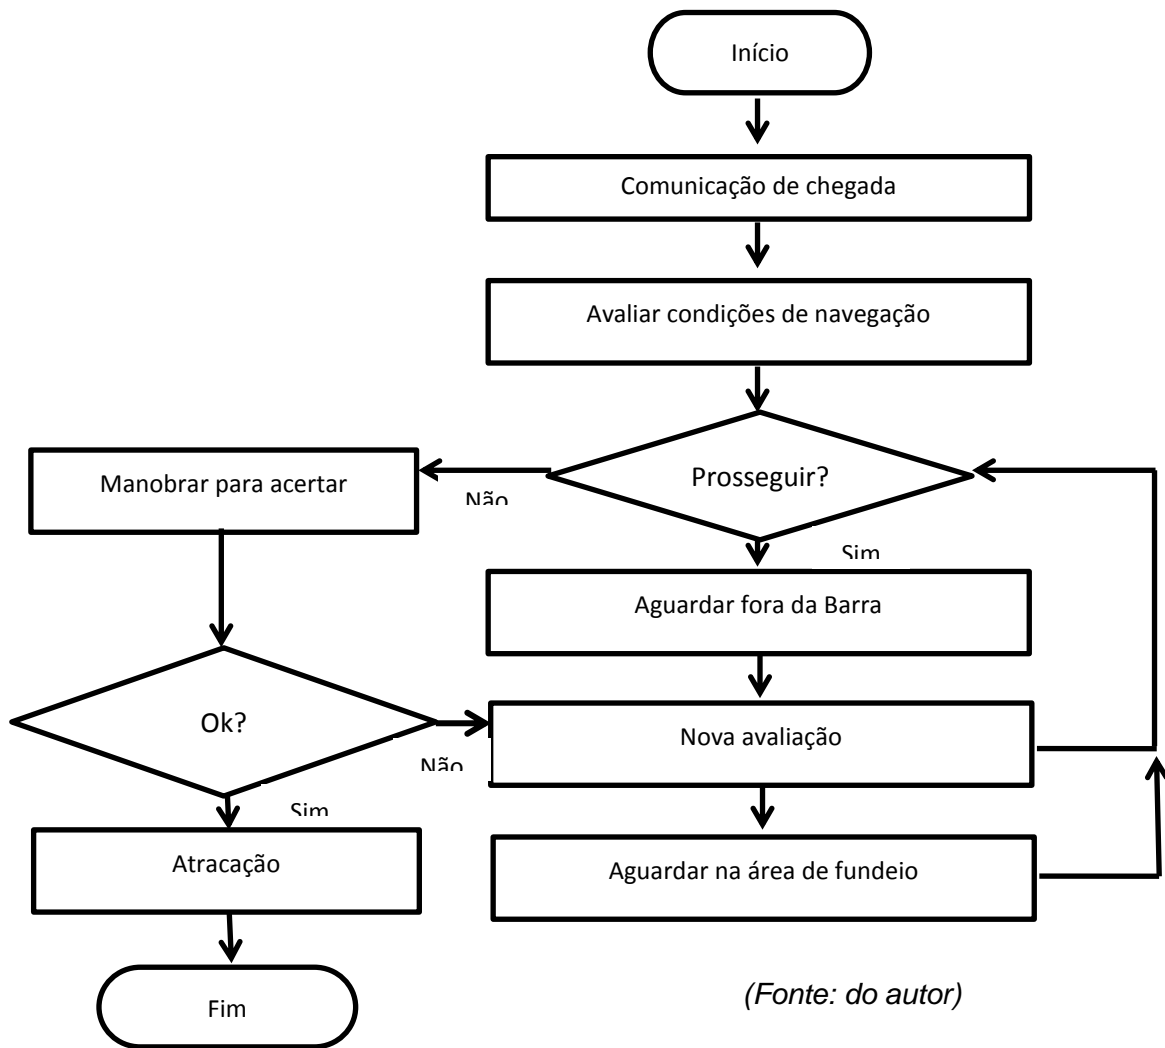 Início
Comunicação de chegada
Avaliar condições de navegação
Prosseguir?
Manobrar para acertar
Não
Sim
Aguardar fora da Barra
Ok?
Nova avaliação
Não
Sim
Atracação
Aguardar na área de fundeio
Fim
(Fonte: do autor)